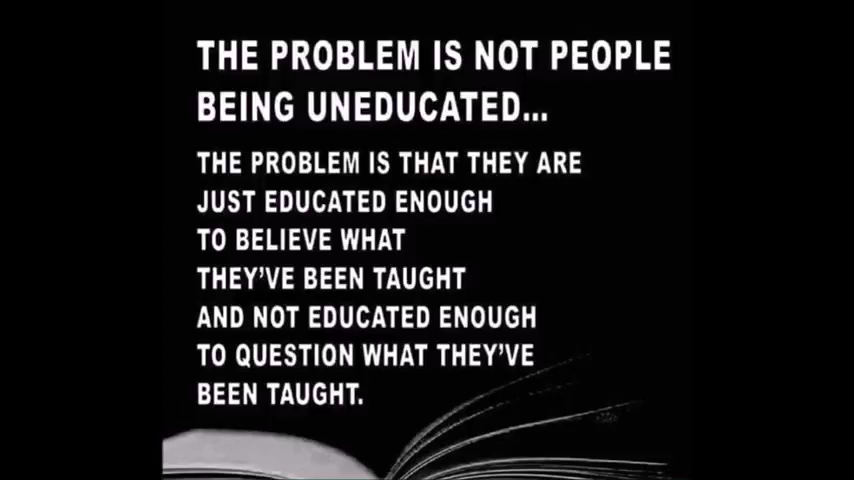 THE PROBLEM IS NOT PEOPLE
BEING UNEDUCATED...
THE PROBLEM IS THAT THEY ARE
JUST EDUCATED ENOUGH
TO BELIEVE WHAT
THEY'VE BEEN TAUGHT
AND NOT EDUCATED ENOUGH
TO QUESTION WHAT THEY'VE
BEEN TAUGHT.